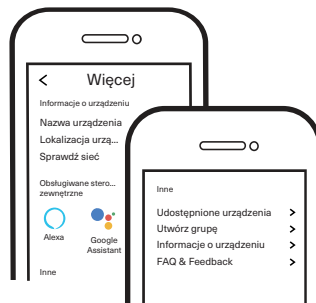 Więcej
Informacje o urządzeniu
Nazwa urządzenia
Lokalizacja urzą...
Sprawdź sieć
Obsługiwane stero...
zewnętrzne
Alexa
Google
Assistant
Inne
Inne
Udostępnione urządzenia
Utwórz grupę
Informacje o urządzeniu
FAQ & Feedback